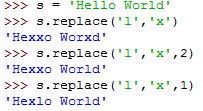 >>> s = 'Hello World'
>>> s.replace('l','x')
'Hexxo Worxd'
>>> s.replace('l','x',2)
'Hexxo World'
>>> s.replace('l','x',1)
'Hexlo World'